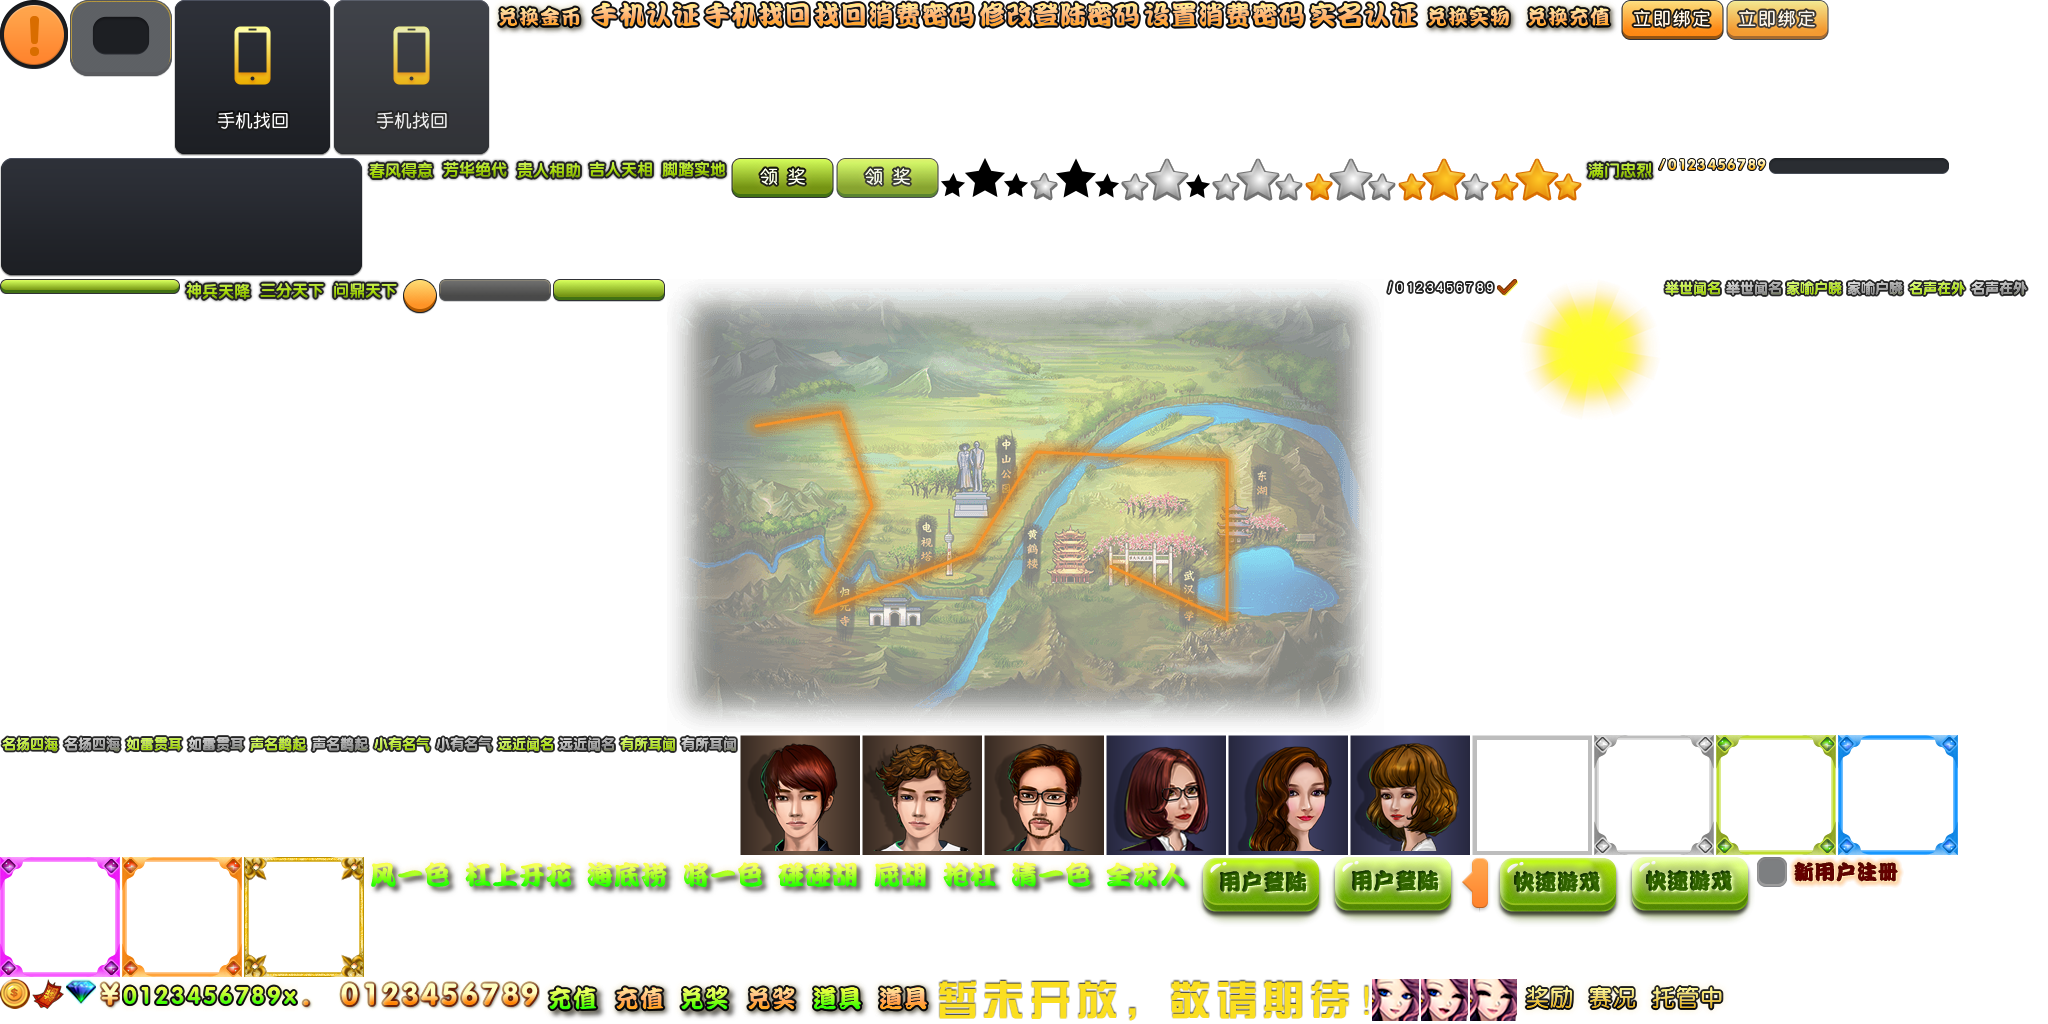 兑换金币 手机认证 手机找回 找回消费密码 修改登陆密码 设置消费密码 实名认证 兑换实物 兑换充值 立即绑定 立即绑定
手机找回 手机找回
春风得意 芳华绝代 贵人相助 吉人天相 脚踏实地 领奖 领奖 满门忠烈 /0123456789
神兵天降 三分天下 问鼎天下 /0123456789 举世闻名 举世闻名 家喻户晓 家喻户晓 名声在外 名声在外
中山公园
东湖
电视塔
黄鹤楼
武汉大学
归元寺
名扬四海 名扬四海 如雷贯耳 如雷贯耳 声名鹊起 声名鹊起 小有名气 小有名气 远近闻名 远近闻名 有所耳闻 有所耳闻
风一色 杠上开花 海底捞 将一色 碰碰胡 屁胡 抢杠 清一色 全求人 用户登陆 用户登陆 快速游戏 快速游戏 新用户注册
¥0123456789x. 0123456789 充值 充值 兑奖 兑奖 道具 道具 暂未开放，敬请期待! 奖励 赛况 托管中